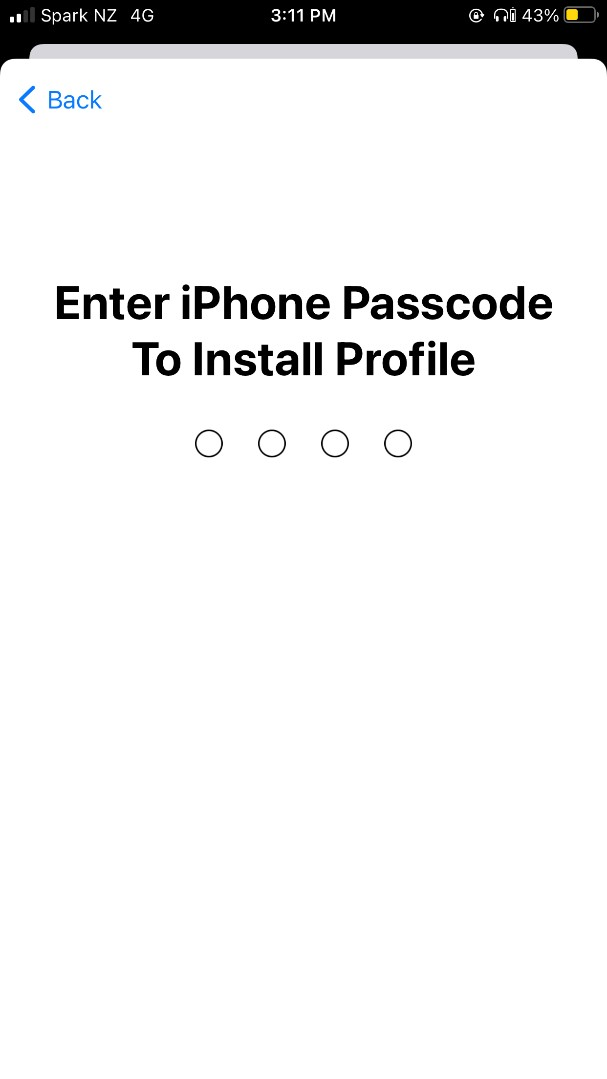 Spark NZ 4G 3:11 PM 43%
Back
Enter iPhone Passcode
To Install Profile